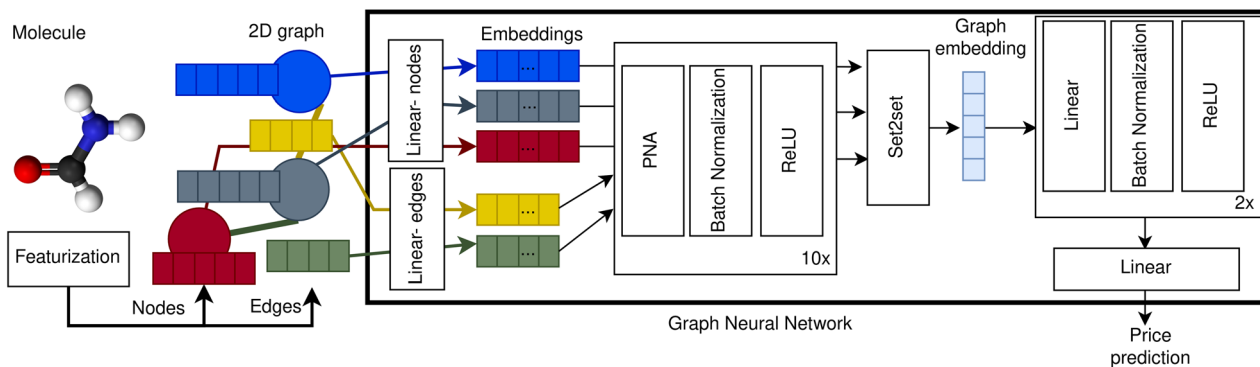 Molecule
2D graph
Featurization
Nodes
Edges
Linear- nodes
Linear- edges
Embeddings
...
...
...
...
...
PNA
Batch Normalization
ReLU
10x
Set2set
Graph
embedding
Linear
Batch Normalization
ReLU
2x
Linear
Graph Neural Network
Price
prediction